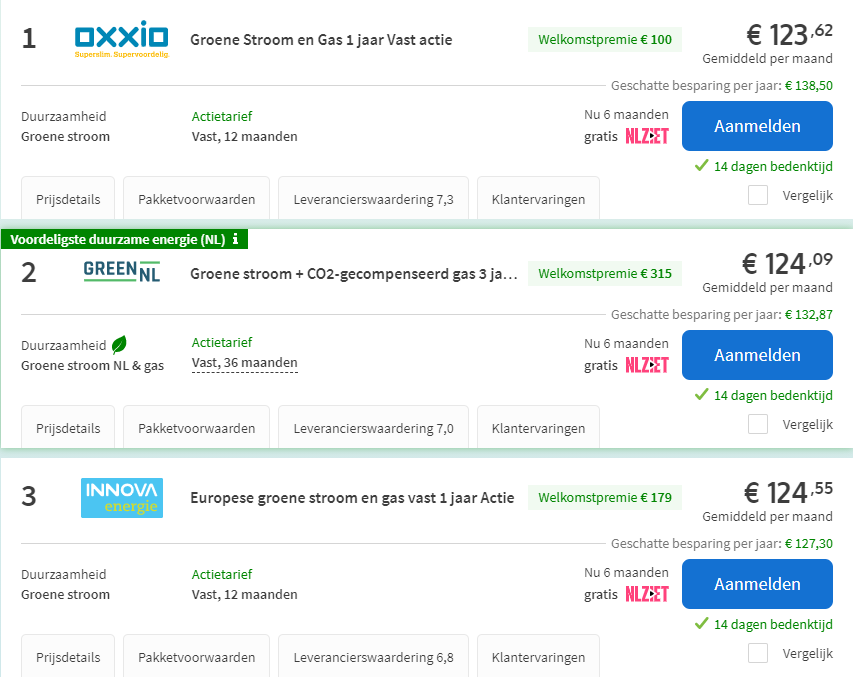 1
oxxio
Superslim. Supervoordelig.
Groene Stroom en Gas 1 jaar Vast actie
Welkomstpremie € 100
€ 123,62
Gemiddeld per maand
Geschatte besparing per jaar: € 138,50
Duurzaamheid
Groene stroom
Actietarief
Vast, 12 maanden
Nu 6 maanden
gratis NLZIET
Aanmelden
14 dagen bedenktijd
Prijsdetails
Pakketvoorwaarden
Leverancierswaardering 7,3
Klantervaringen
Vergelijk
Voordeligste duurzame energie (NL) i
2
GREEN NL
Groene stroom + CO2-gecompenseerd gas 3 ja...
Welkomstpremie € 315
€ 124,09
Gemiddeld per maand
Geschatte besparing per jaar: € 132,87
Duurzaamheid
Groene stroom NL & gas
Actietarief
Vast, 36 maanden
Nu 6 maanden
gratis NLZIET
Aanmelden
14 dagen bedenktijd
Prijsdetails
Pakketvoorwaarden
Leverancierswaardering 7,0
Klantervaringen
Vergelijk
3
INNOVA
energie
Europese groene stroom en gas vast 1 jaar Actie
Welkomstpremie € 179
€ 124,55
Gemiddeld per maand
Geschatte besparing per jaar: € 127,30
Duurzaamheid
Groene stroom
Actietarief
Vast, 12 maanden
Nu 6 maanden
gratis NLZIET
Aanmelden
14 dagen bedenktijd
Prijsdetails
Pakketvoorwaarden
Leverancierswaardering 6,8
Klantervaringen
Vergelijk